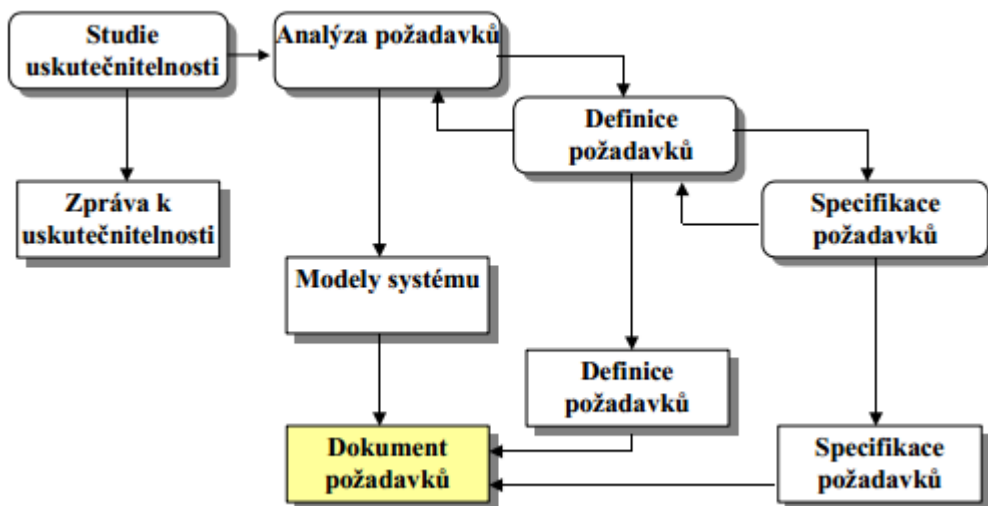 Studie
uskutečnitelnosti
Analýza požadavků
Definice
požadavků
Zpráva k
uskutečnitelnosti
Specifikace
požadavků
Modely systému
Definice
požadavků
Dokument
požadavků
Specifikace
požadavků